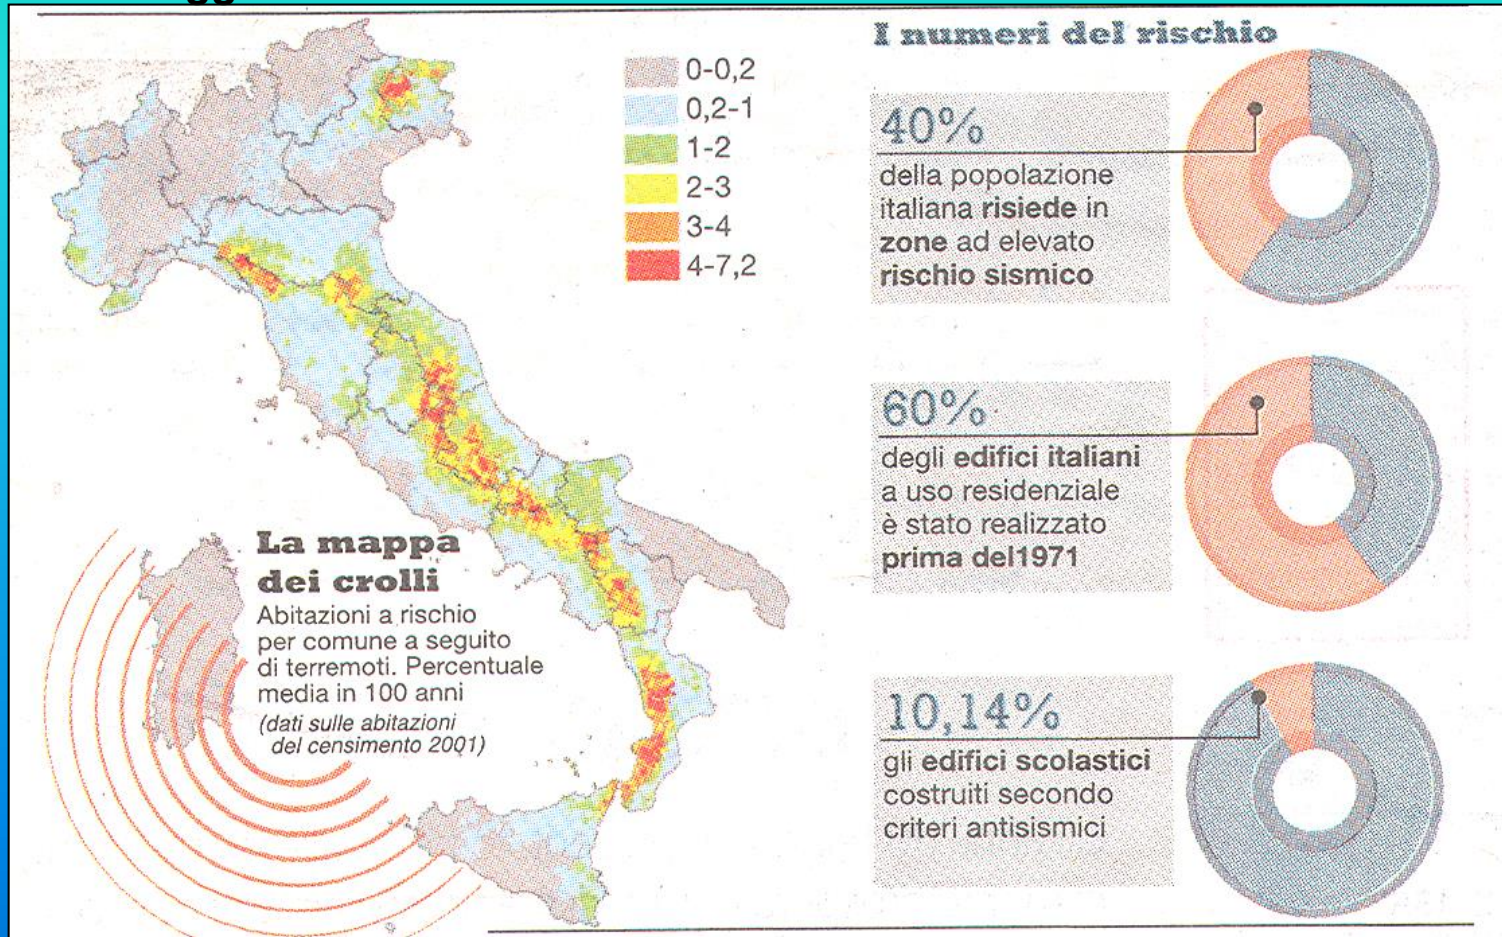 I numeri del rischio
0-0,2
0,2-1
1-2
2-3
3-4
4-7,2
40%
della popolazione
italiana risiede in
zone ad elevato
rischio sismico
60%
degli edifici italiani
a uso residenziale
è stato realizzato
prima del1971
La mappa
dei crolli
Abitazioni a rischio
per comune a seguito
di terremoti. Percentuale
media in 100 anni
(dati sulle abitazioni
del censimento 2001)
10,14%
gli edifici scolastici
costruiti secondo
criteri antisismici